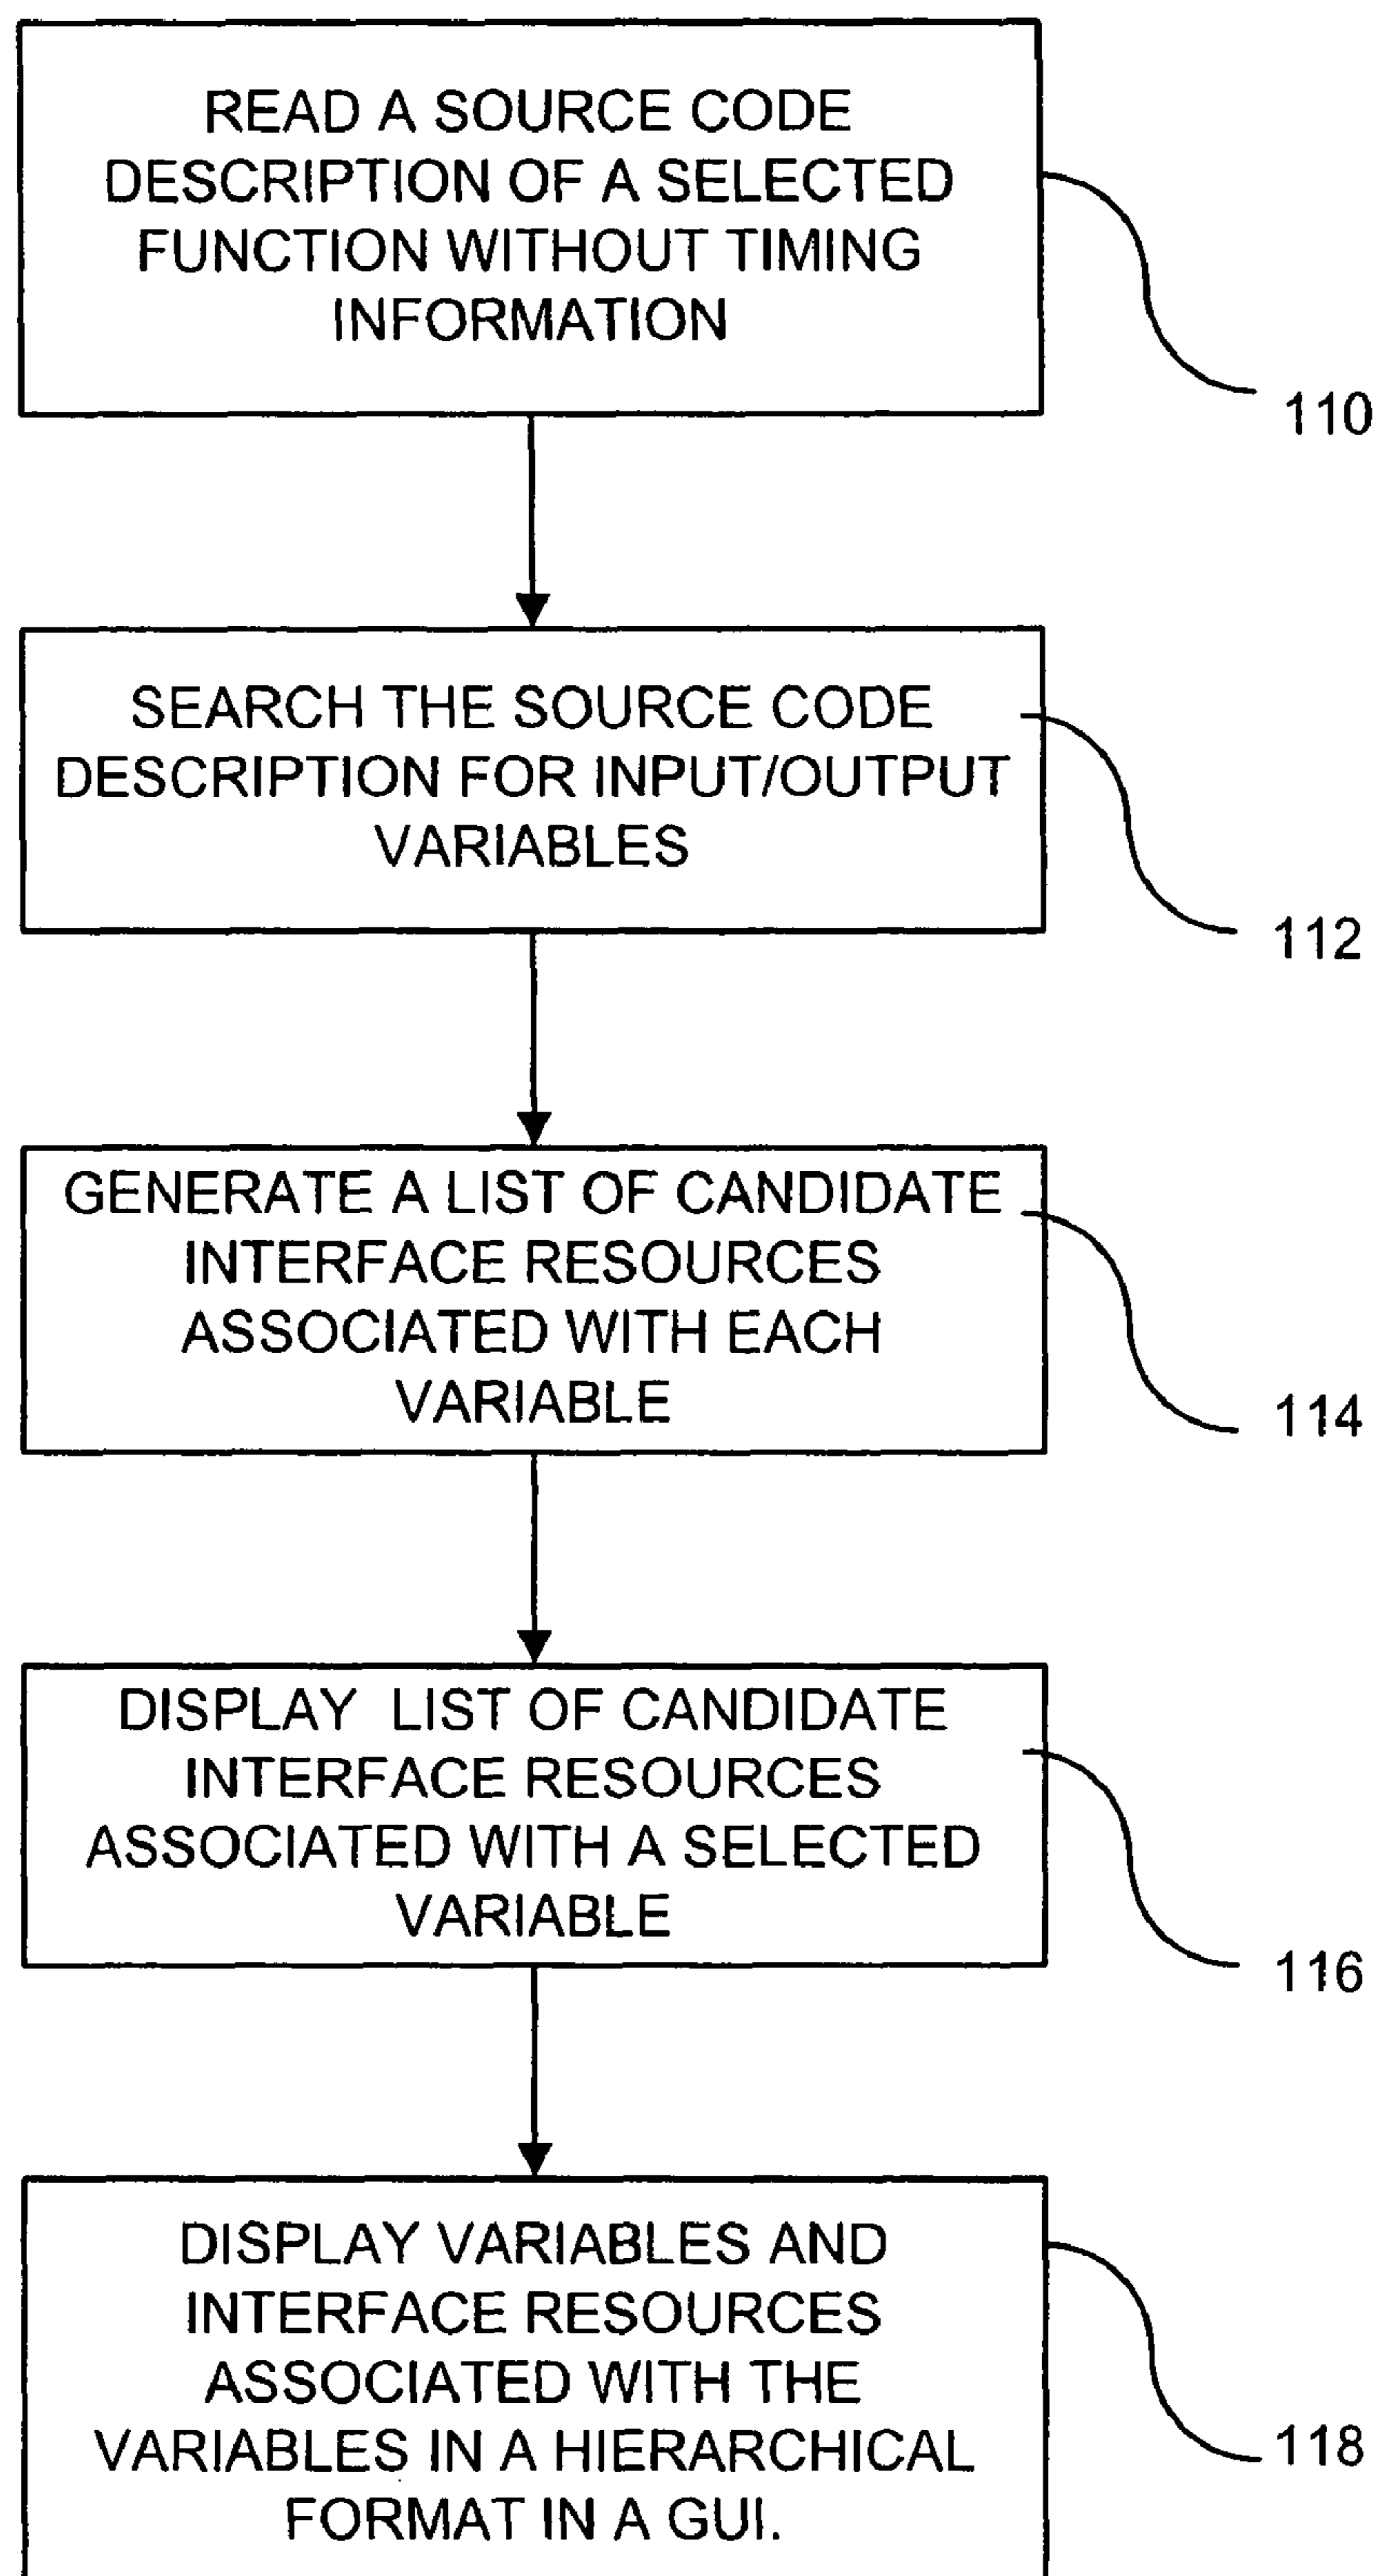 READ A SOURCE CODE
DESCRIPTION OF A SELECTED
FUNCTION WITHOUT TIMING
INFORMATION
110
SEARCH THE SOURCE CODE
DESCRIPTION FOR INPUT/OUTPUT
VARIABLES
112
GENERATE A LIST OF CANDIDATE
INTERFACE RESOURCES
ASSOCIATED WITH EACH
VARIABLE
114
DISPLAY LIST OF CANDIDATE
INTERFACE RESOURCES
ASSOCIATED WITH A SELECTED
VARIABLE
116
DISPLAY VARIABLES AND
INTERFACE RESOURCES
ASSOCIATED WITH THE
VARIABLES IN A HIERARCHICAL
FORMAT IN A GUI.
118